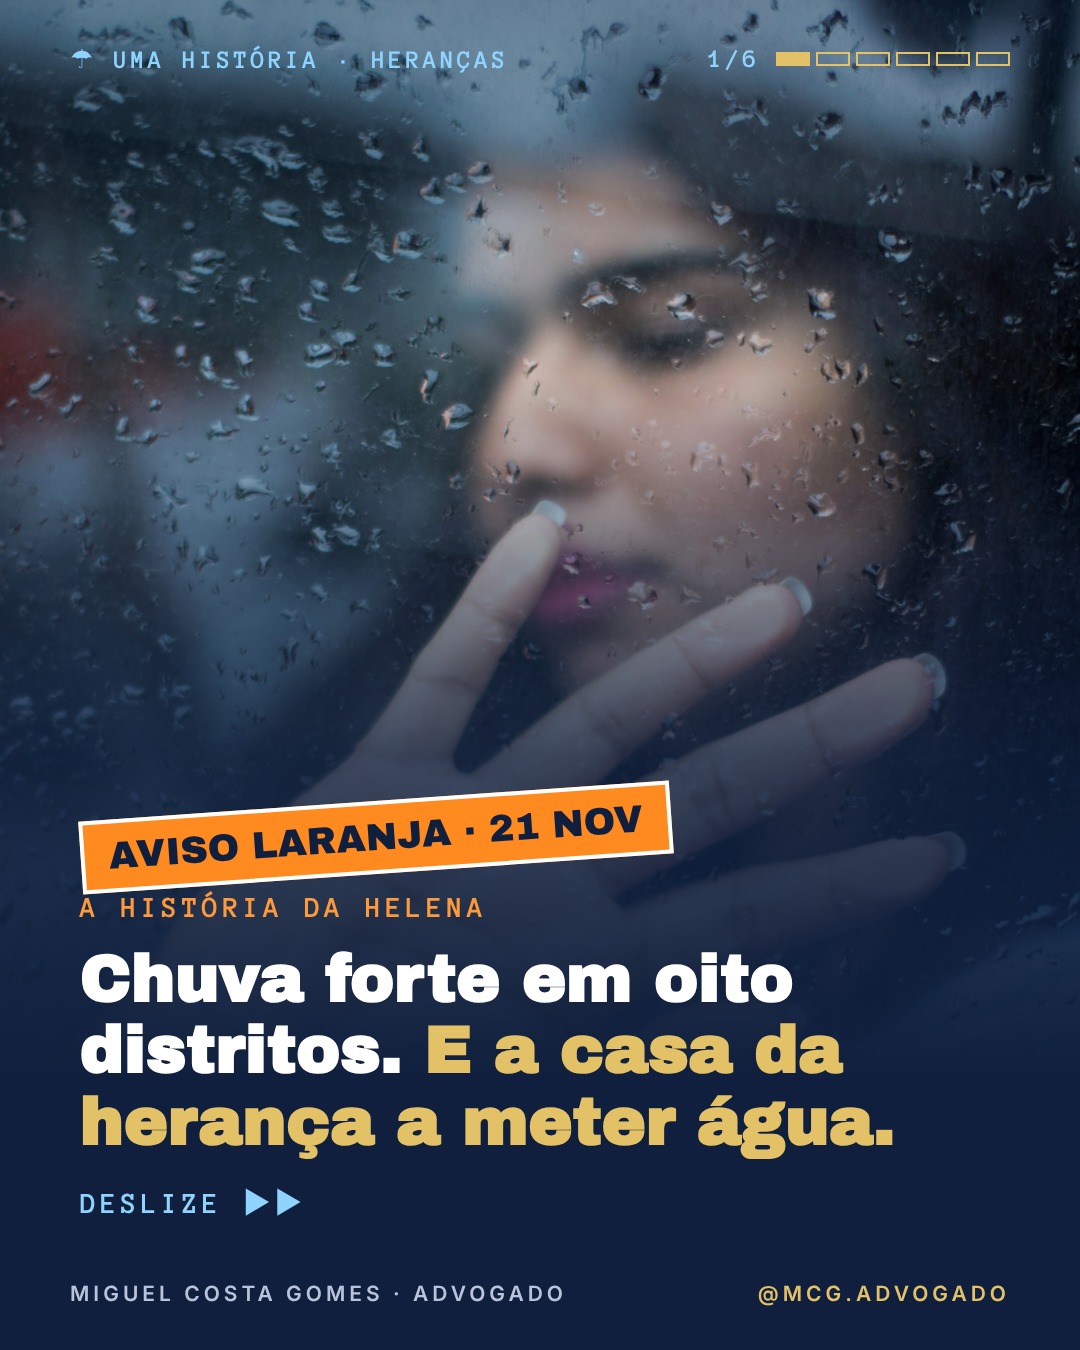 ☂ UMA HISTÓRIA · HERANÇAS
1/6
AVISO LARANJA · 21 NOV
A HISTÓRIA DA HELENA
Chuva forte em oito
distritos. E a casa da
herança a meter água.
DESLIZE ▶▶
MIGUEL COSTA GOMES · ADVOGADO
@MCG.ADVOGADO